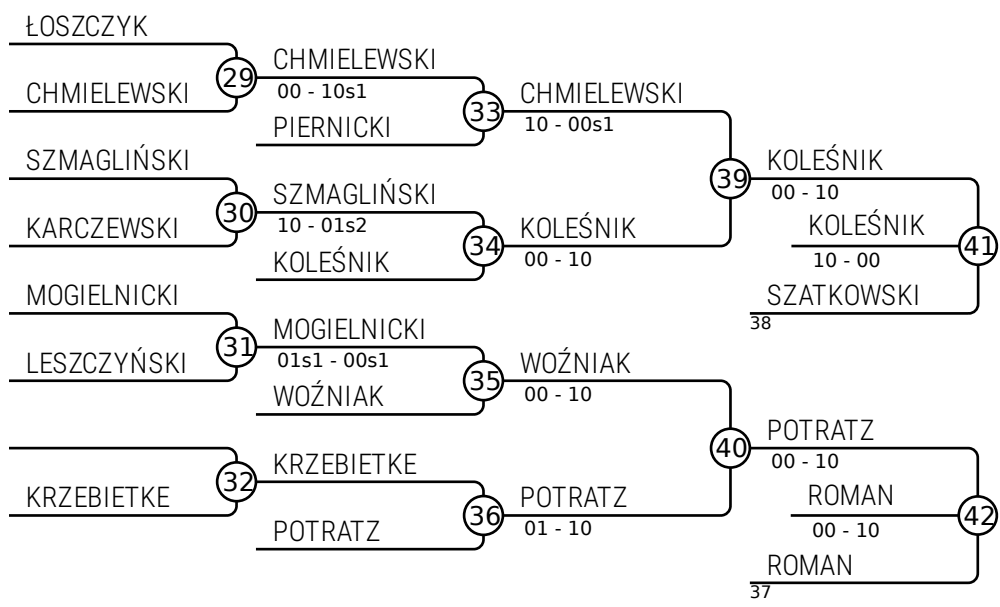 ŁOSZCZYK
CHMIELEWSKI
29
CHMIELEWSKI
00 - 10s1
PIERNICKI
33
CHMIELEWSKI
10 - 00s1
SZMAGLIŃSKI
KARCZEWSKI
30
SZMAGLIŃSKI
10 - 01s2
KOLEŚNIK
34
KOLEŚNIK
00 - 10
39
KOLEŚNIK
00 - 10
KOLEŚNIK
10 - 00
41
SZATKOWSKI
38
MOGIELNICKI
LESZCZYŃSKI
31
MOGIELNICKI
01s1 - 00s1
WOŹNIAK
35
WOŹNIAK
00 - 10
KRZEBIETKE
32
KRZEBIETKE
POTRATZ
36
POTRATZ
01 - 10
40
POTRATZ
00 - 10
ROMAN
00 - 10
42
ROMAN
37